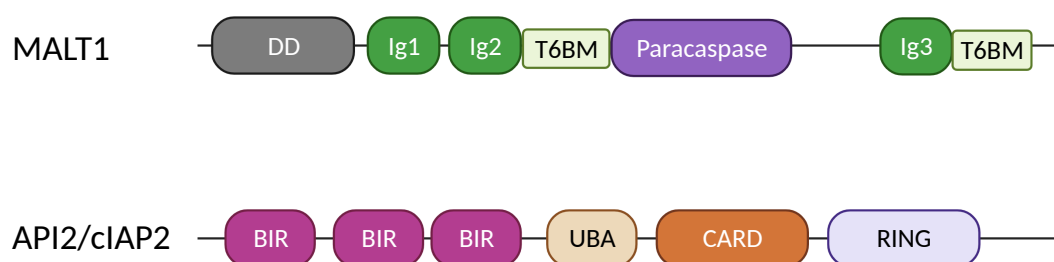 MALT1 DD Ig1 Ig2 T6BM Paracaspase Ig3 T6BM
API2/cIAP2 BIR BIR BIR UBA CARD RING